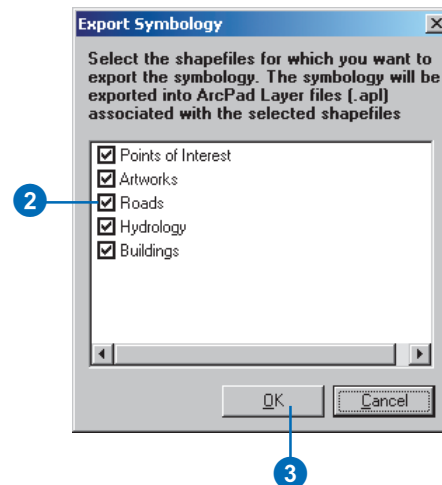 Export Symbology
Select the shapefiles for which you want to
export the symbology. The symbology will be
exported into ArcPad Layer files (.apl)
associated with the selected shapefiles
Points of Interest
Artworks
2
Roads
Hydrology
Buildings
OK
Cancel
3